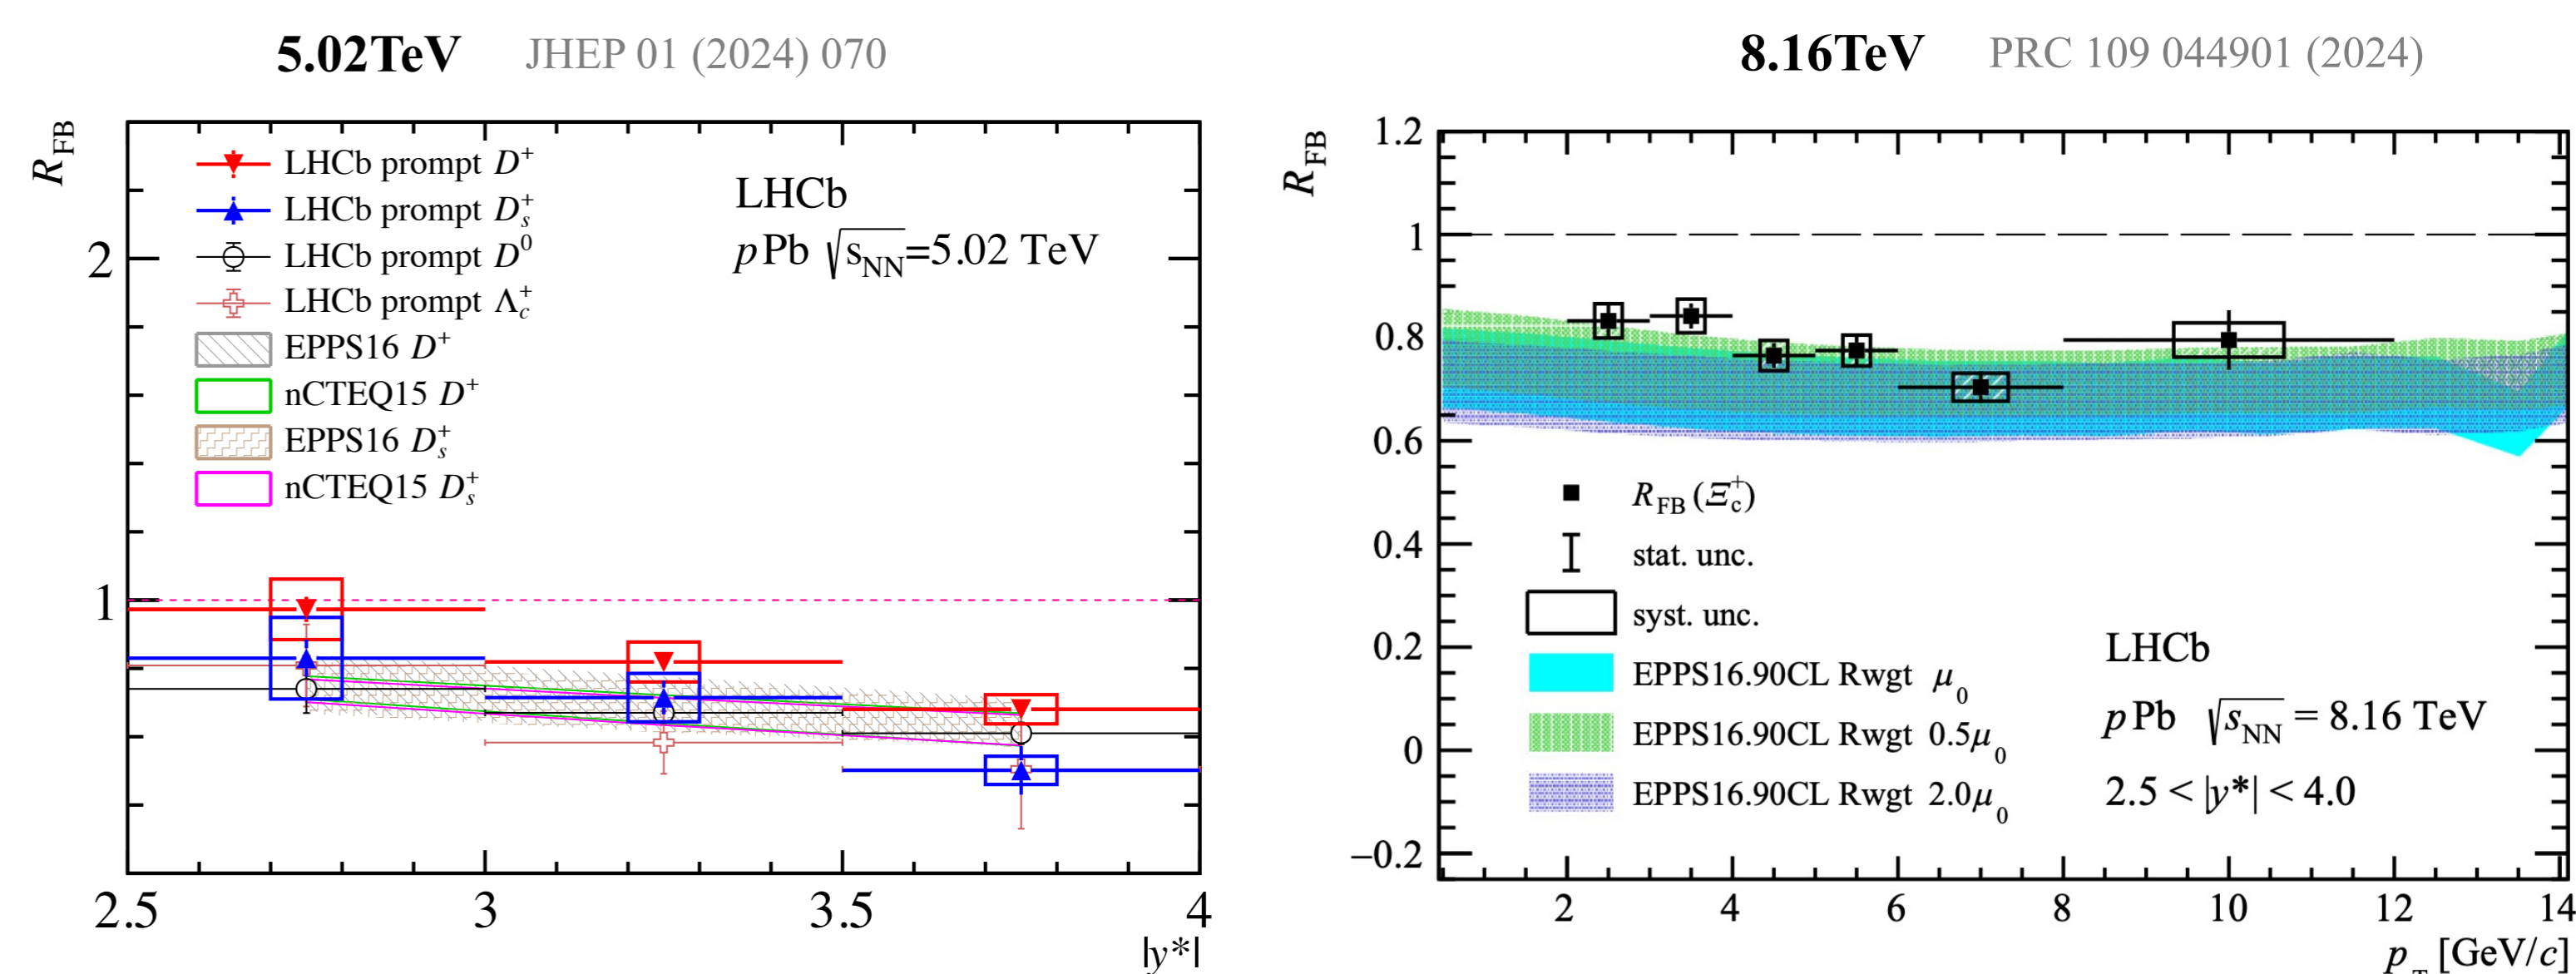 5.02TeV JHEP 01 (2024) 070
R_FB
LHCb prompt D⁺
LHCb prompt D_s⁺
LHCb prompt D⁰
LHCb prompt Λ_c⁺
EPPS16 D⁺
nCTEQ15 D⁺
EPPS16 D_s⁺
nCTEQ15 D_s⁺
LHCb
pPb √s_NN=5.02 TeV
2
1
2.5 3 3.5 4
|y*|
8.16TeV PRC 109 044901 (2024)
R_FB
1.2
1
0.8
0.6
0.4
0.2
0
−0.2
R_FB (Ξ_c⁺)
stat. unc.
syst. unc.
EPPS16.90CL Rwgt μ_0
EPPS16.90CL Rwgt 0.5μ_0
EPPS16.90CL Rwgt 2.0μ_0
LHCb
pPb √s_NN = 8.16 TeV
2.5 < |y*| < 4.0
2 4 6 8 10 12 14
p_T [GeV/c]